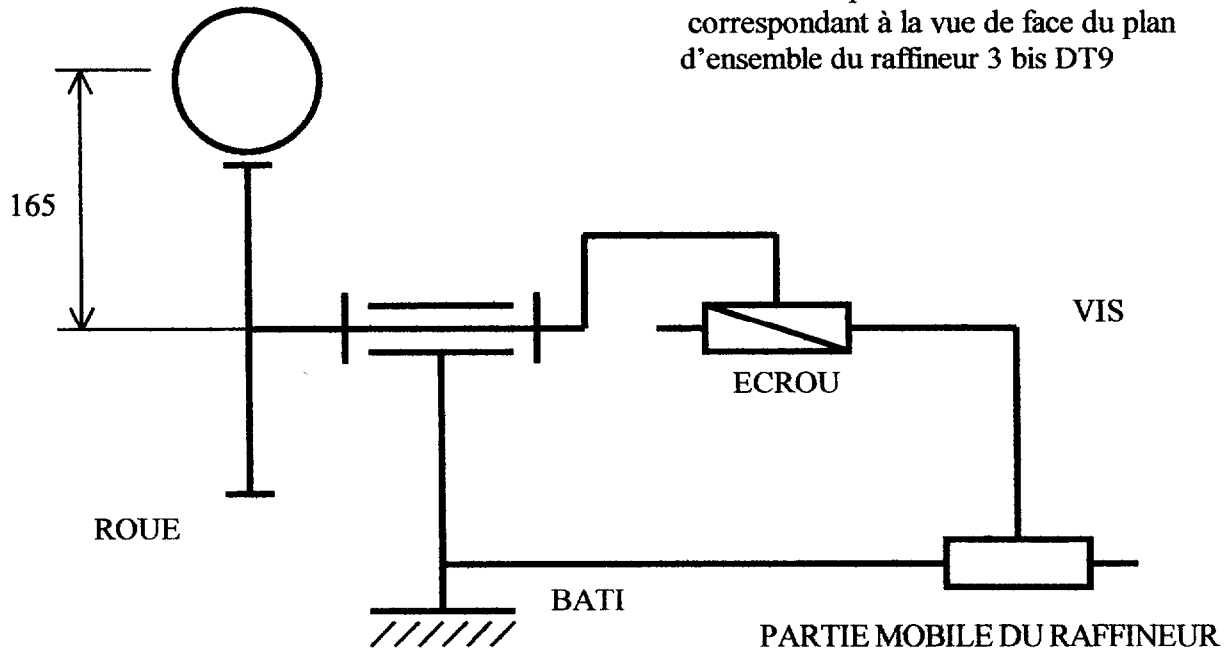 correspondant à la vue de face du plan
d'ensemble du raffineur 3 bis DT9
165
VIS
ECROU
ROUE
BATI
PARTIE MOBILE DU RAFFINEUR